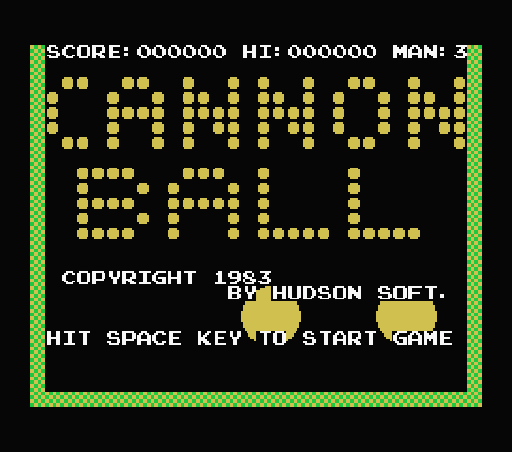 SCORE:000000 HI:000000 MAN:3
CANNON
BALL
COPYRIGHT 1983
BY HUDSON SOFT.
HIT SPACE KEY TO START GAME